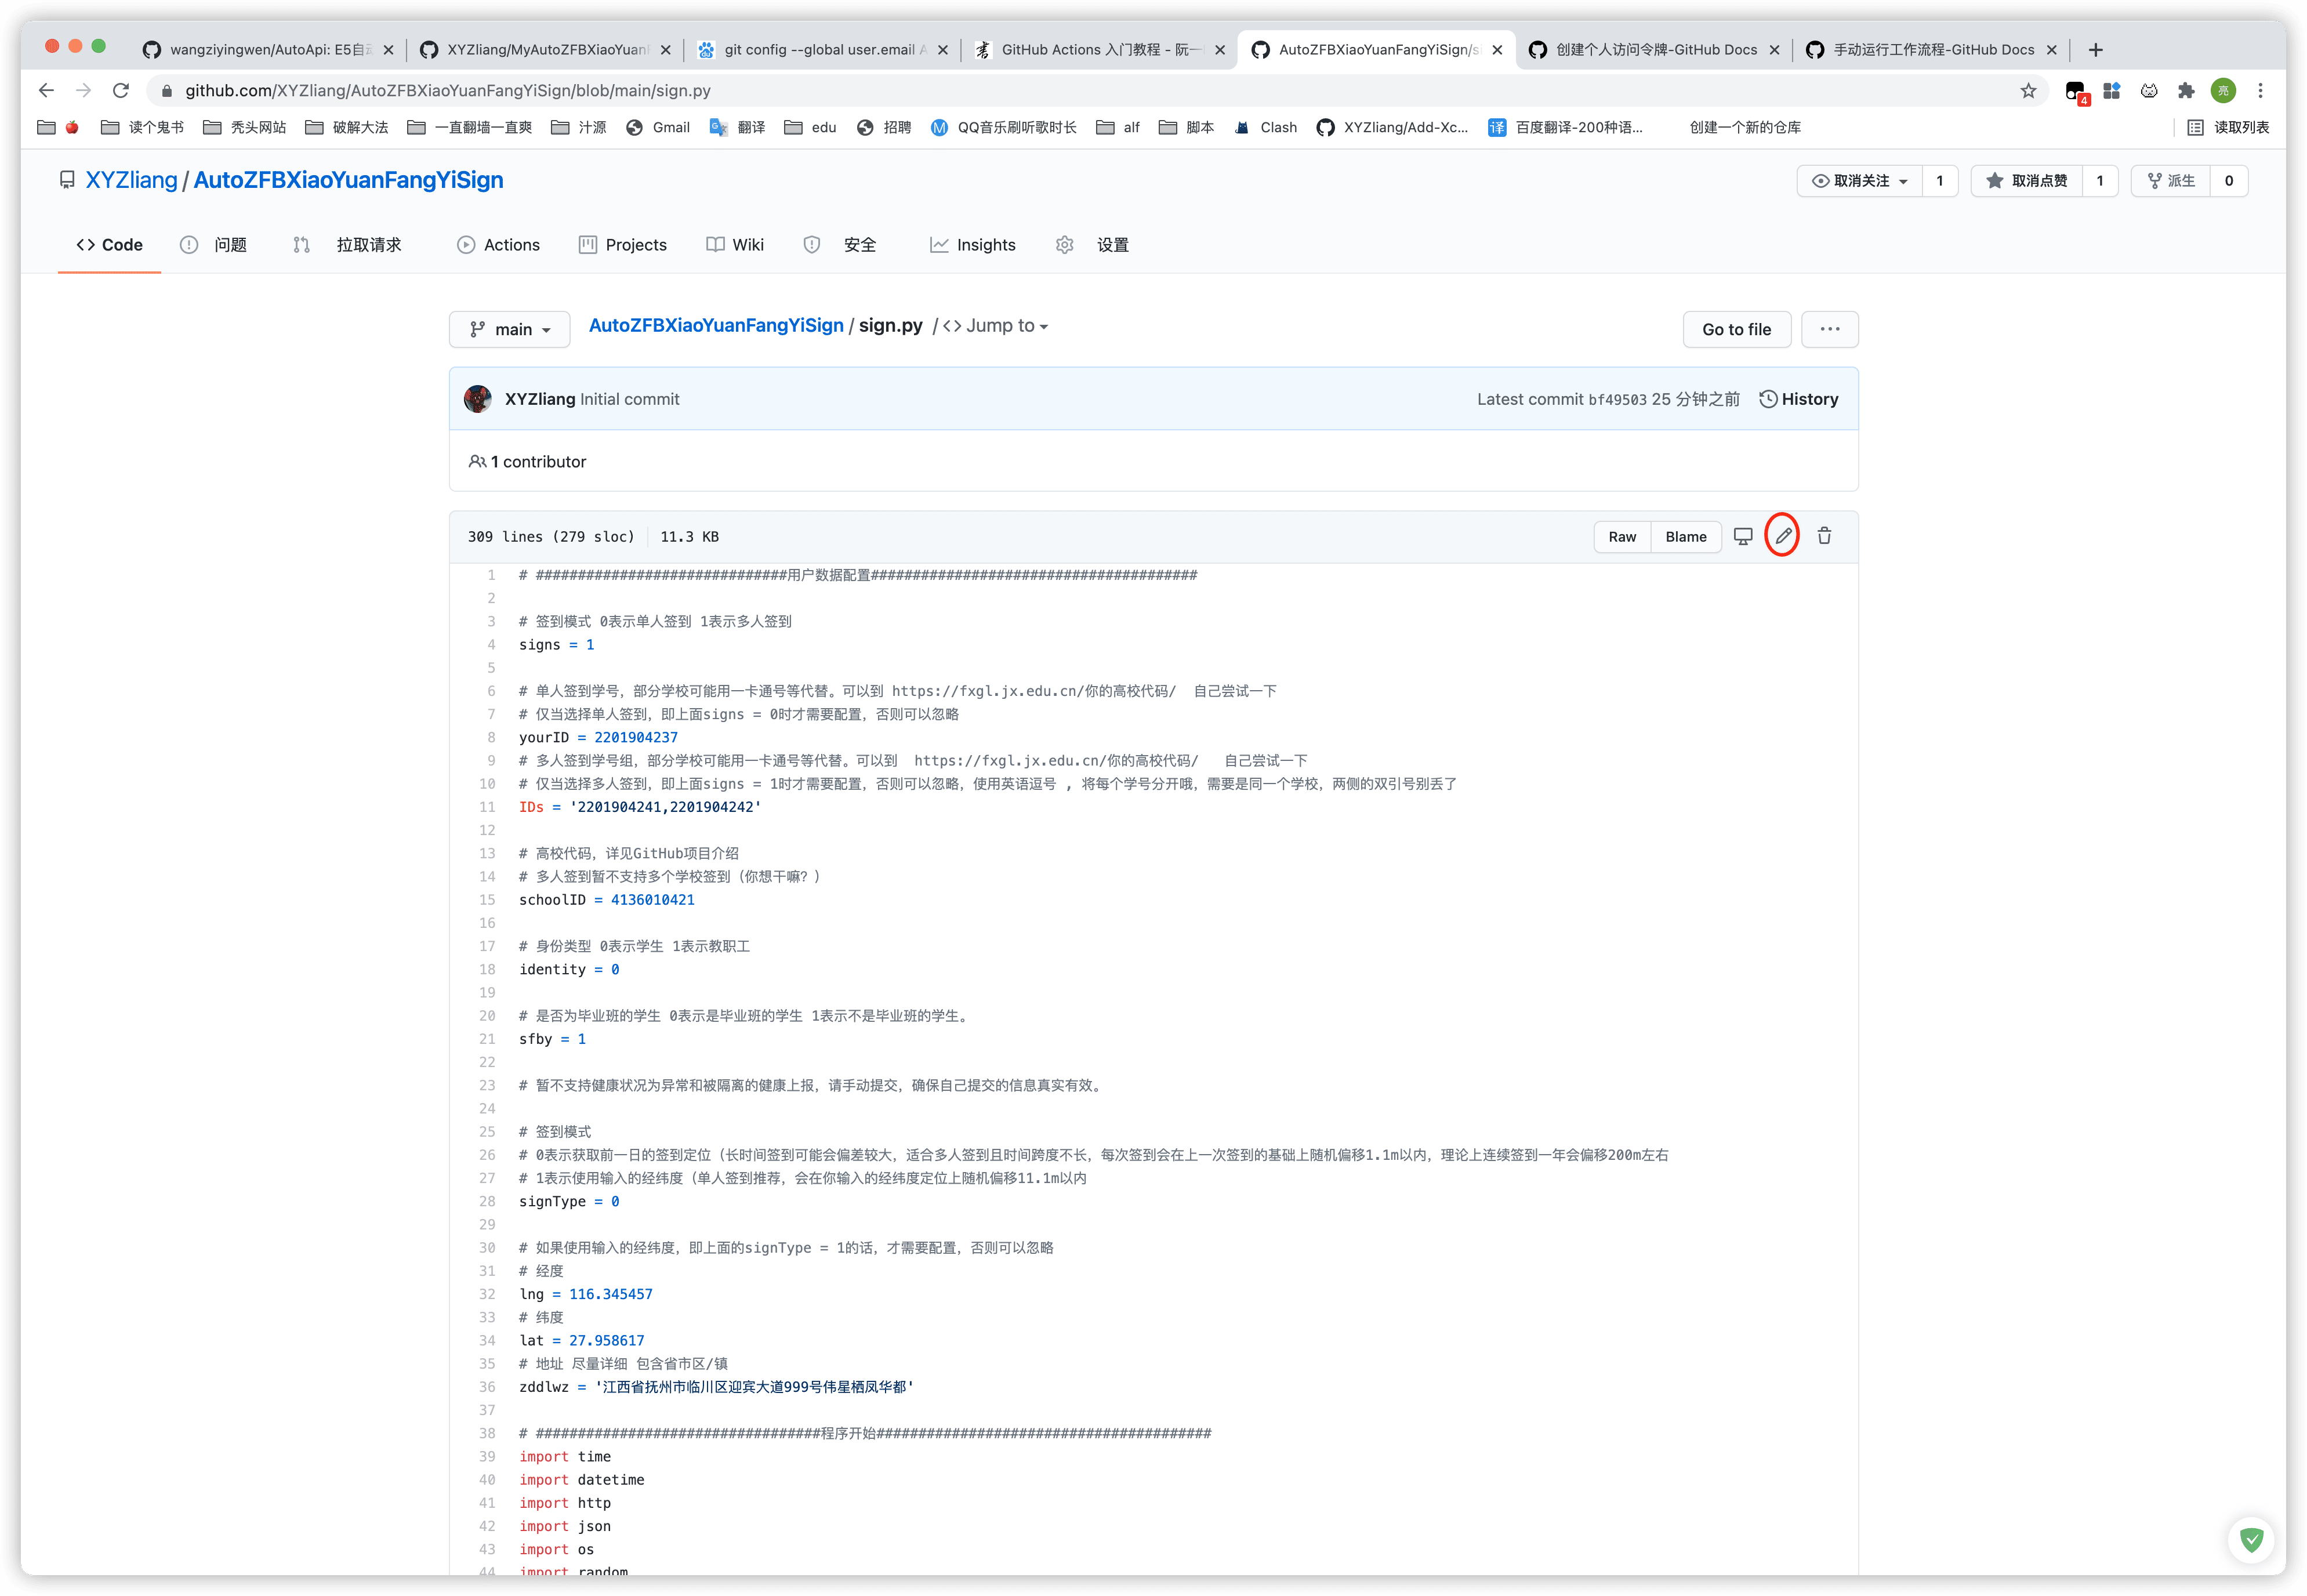 wangziyingwen/AutoApi: E5自动
XYZliang/MyAutoZFBXiaoYuanF
git config --global user.email A
GitHub Actions 入门教程 - 阮一
AutoZFBXiaoYuanFangYiSign/si
创建个人访问令牌-GitHub Docs
手动运行工作流程-GitHub Docs
github.com/XYZliang/AutoZFBXiaoYuanFangYiSign/blob/main/sign.py
4
亮
读个鬼书
秃头网站
破解大法
一直翻墙一直爽
汁源
Gmail
翻译
edu
招聘
QQ音乐刷听歌时长
alf
脚本
Clash
XYZliang/Add-Xc...
译 百度翻译-200种语...
创建一个新的仓库
读取列表
XYZliang / AutoZFBXiaoYuanFangYiSign
取消关注 1
取消点赞 1
派生 0
Code
问题
拉取请求
Actions
Projects
Wiki
安全
Insights
设置
main
AutoZFBXiaoYuanFangYiSign / sign.py / <> Jump to
Go to file
XYZliang Initial commit
Latest commit bf49503 25 分钟之前 History
1 contributor
309 lines (279 sloc) 11.3 KB
Raw Blame
1 # ##############################用户数据配置#######################################
2
3 # 签到模式 0表示单人签到 1表示多人签到
4 signs = 1
5
6 # 单人签到学号，部分学校可能用一卡通号等代替。可以到 https://fxgl.jx.edu.cn/你的高校代码/ 自己尝试一下
7 # 仅当选择单人签到，即上面signs = 0时才需要配置，否则可以忽略
8 yourID = 2201904237
9 # 多人签到学号组，部分学校可能用一卡通号等代替。可以到 https://fxgl.jx.edu.cn/你的高校代码/ 自己尝试一下
10 # 仅当选择多人签到，即上面signs = 1时才需要配置，否则可以忽略，使用英语逗号 , 将每个学号分开哦，需要是同一个学校，两侧的双引号别丢了
11 IDs = '2201904241,2201904242'
12
13 # 高校代码，详见GitHub项目介绍
14 # 多人签到暂不支持多个学校签到（你想干嘛？）
15 schoolID = 4136010421
16
17 # 身份类型 0表示学生 1表示教职工
18 identity = 0
19
20 # 是否为毕业班的学生 0表示是毕业班的学生 1表示不是毕业班的学生。
21 sfby = 1
22
23 # 暂不支持健康状况为异常和被隔离的健康上报，请手动提交，确保自己提交的信息真实有效。
24
25 # 签到模式
26 # 0表示获取前一日的签到定位（长时间签到可能会偏差较大，适合多人签到且时间跨度不长，每次签到会在上一次签到的基础上随机偏移1.1m以内，理论上连续签到一年会偏移200m左右
27 # 1表示使用输入的经纬度（单人签到推荐，会在你输入的经纬度定位上随机偏移11.1m以内
28 signType = 0
29
30 # 如果使用输入的经纬度，即上面的signType = 1的话，才需要配置，否则可以忽略
31 # 经度
32 lng = 116.345457
33 # 纬度
34 lat = 27.958617
35 # 地址 尽量详细 包含省市区/镇
36 zddlwz = '江西省抚州市临川区迎宾大道999号伟星栖凤华都'
37
38 # ##################################程序开始########################################
39 import time
40 import datetime
41 import http
42 import json
43 import os
44 import random